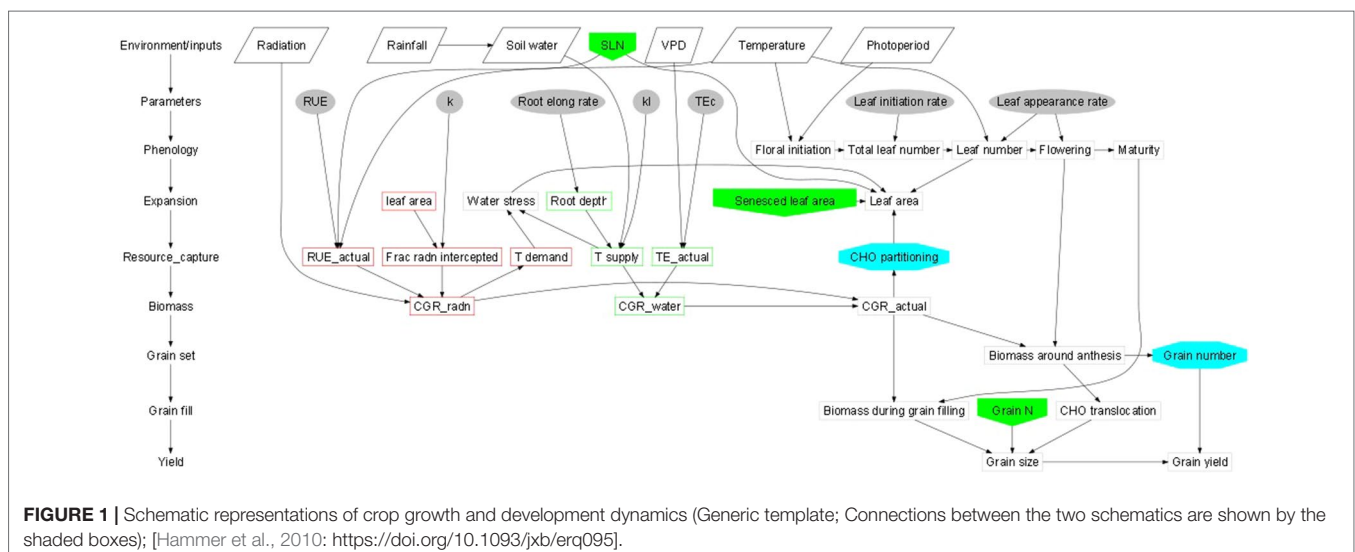 Environment/inputs Radiation Rainfall Soil water SLN VPD Temperature Photoperiod
Parameters RUE k Root elong rate kl TEc Leaf initiation rate Leaf appearance rate
Phenology Floral initiation Total leaf number Leaf number Flowering Maturity
Expansion leaf area Water stress Root depth Senesced leaf area Leaf area
Resource_capture RUE_actual Frac radn intercepted T demand T supply TE_actual CHO partitioning
Biomass CGR_radn CGR_water CGR_actual
Grain set Biomass around anthesis Grain number
Grain fill Biomass during grain filling Grain N CHO translocation
Yield Grain size Grain yield
FIGURE 1 | Schematic representations of crop growth and development dynamics (Generic template; Connections between the two schematics are shown by the
shaded boxes); [Hammer et al., 2010: https://doi.org/10.1093/jxb/erq095].